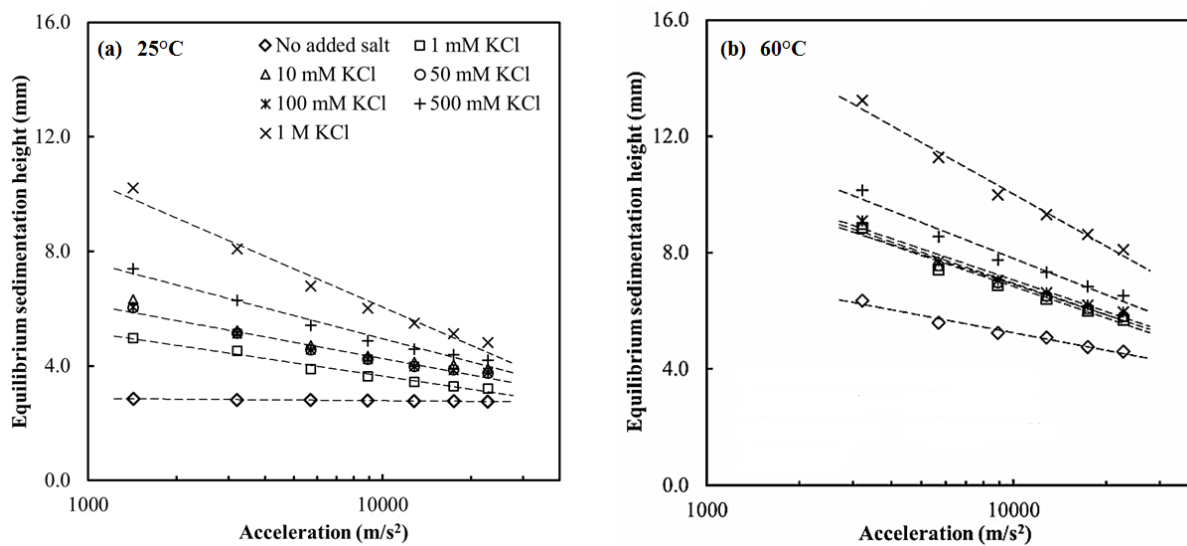 (a) 25°C
No added salt
1 mM KCl
10 mM KCl
50 mM KCl
100 mM KCl
500 mM KCl
1 M KCl
Equilibrium sedimentation height (mm)
16.0
12.0
8.0
4.0
0.0
1000
10000
Acceleration (m/s²)
(b) 60°C
Equilibrium sedimentation height (mm)
16.0
12.0
8.0
4.0
0.0
1000
10000
Acceleration (m/s²)